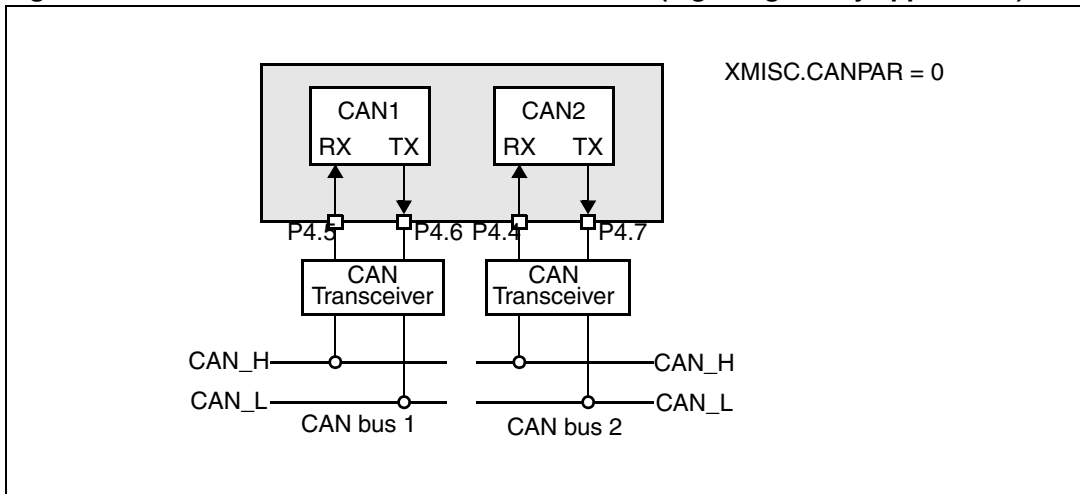 XMISC.CANPAR = 0
CAN1
CAN2
RX TX
RX TX
P4.5
P4.6
P4.4
P4.7
CAN
Transceiver
CAN
Transceiver
CAN_H
CAN_H
CAN_L
CAN_L
CAN bus 1
CAN bus 2